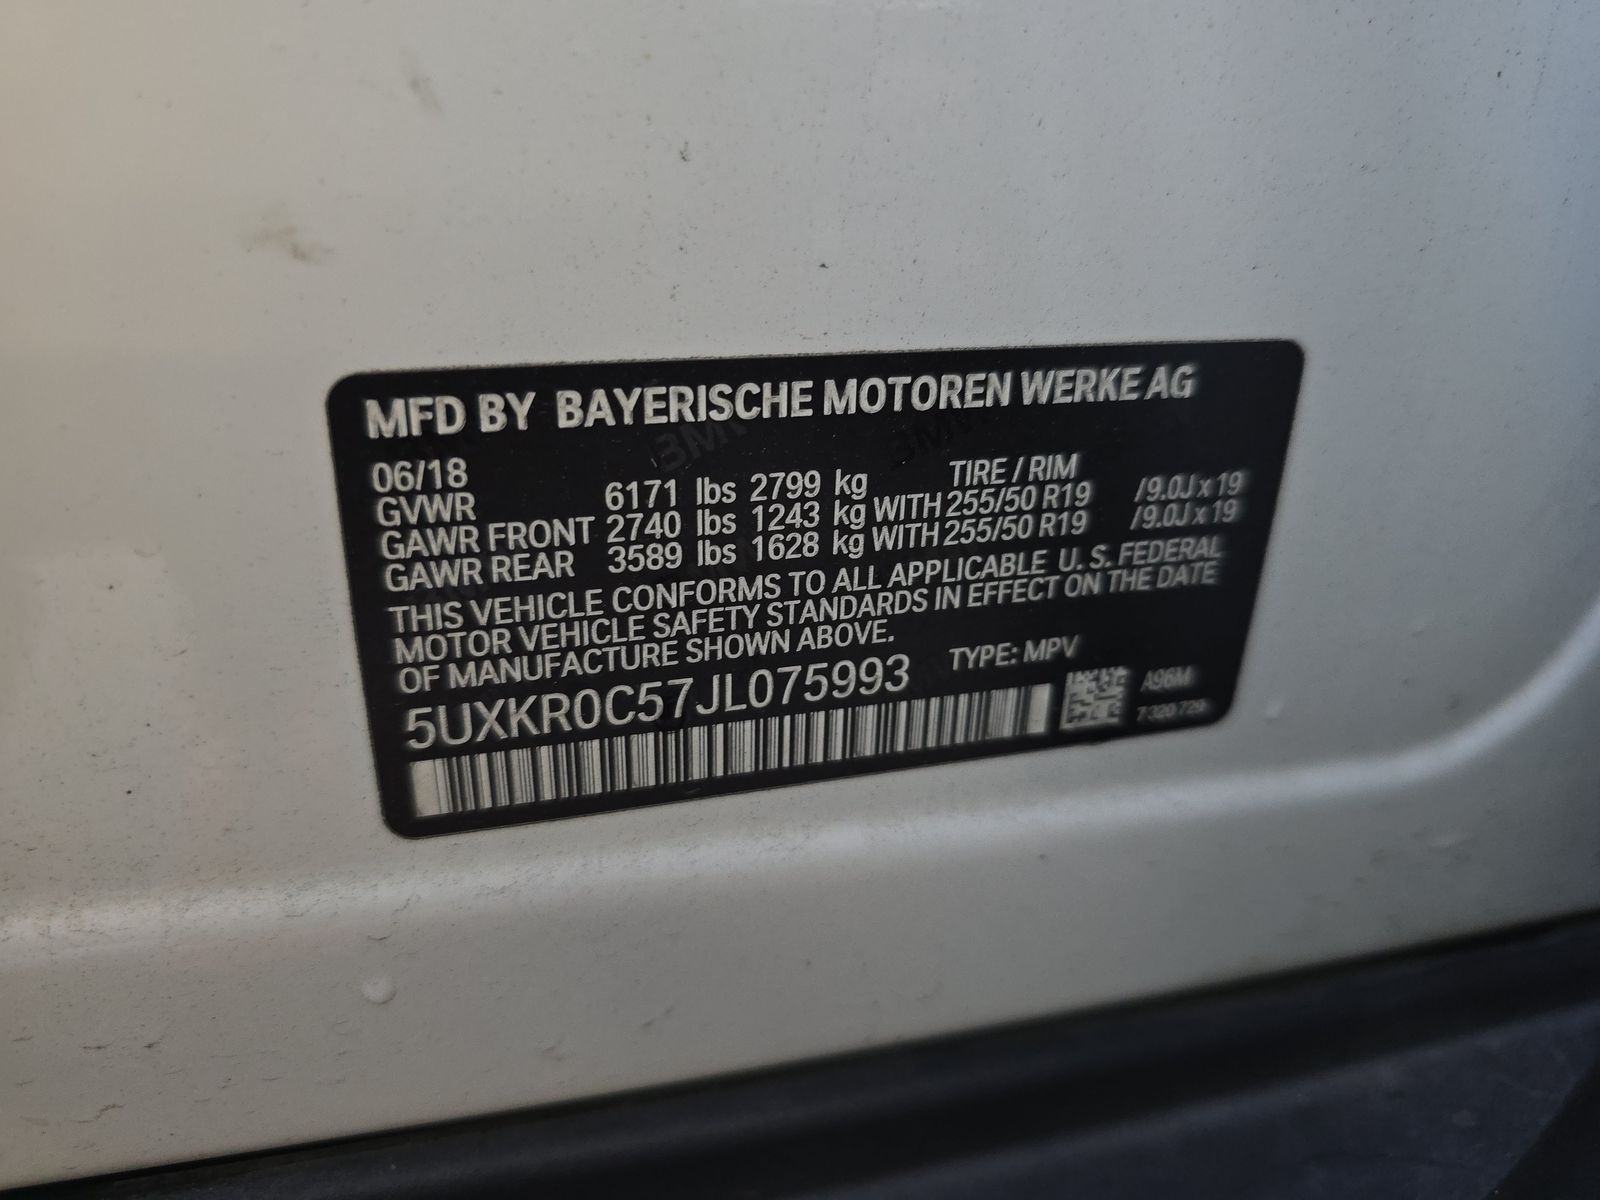 MFD BY BAYERISCHE MOTOREN WERKE AG
06/18 TIRE / RIM
GVWR 6171 lbs 2799 kg
GAWR FRONT 2740 lbs 1243 kg WITH 255/50 R19 /9.0J x 19
GAWR REAR 3589 lbs 1628 kg WITH 255/50 R19 /9.0J x 19
THIS VEHICLE CONFORMS TO ALL APPLICABLE U. S. FEDERAL
MOTOR VEHICLE SAFETY STANDARDS IN EFFECT ON THE DATE
OF MANUFACTURE SHOWN ABOVE.
5UXKR0C57JL075993 TYPE: MPV
A96M
7 320 729